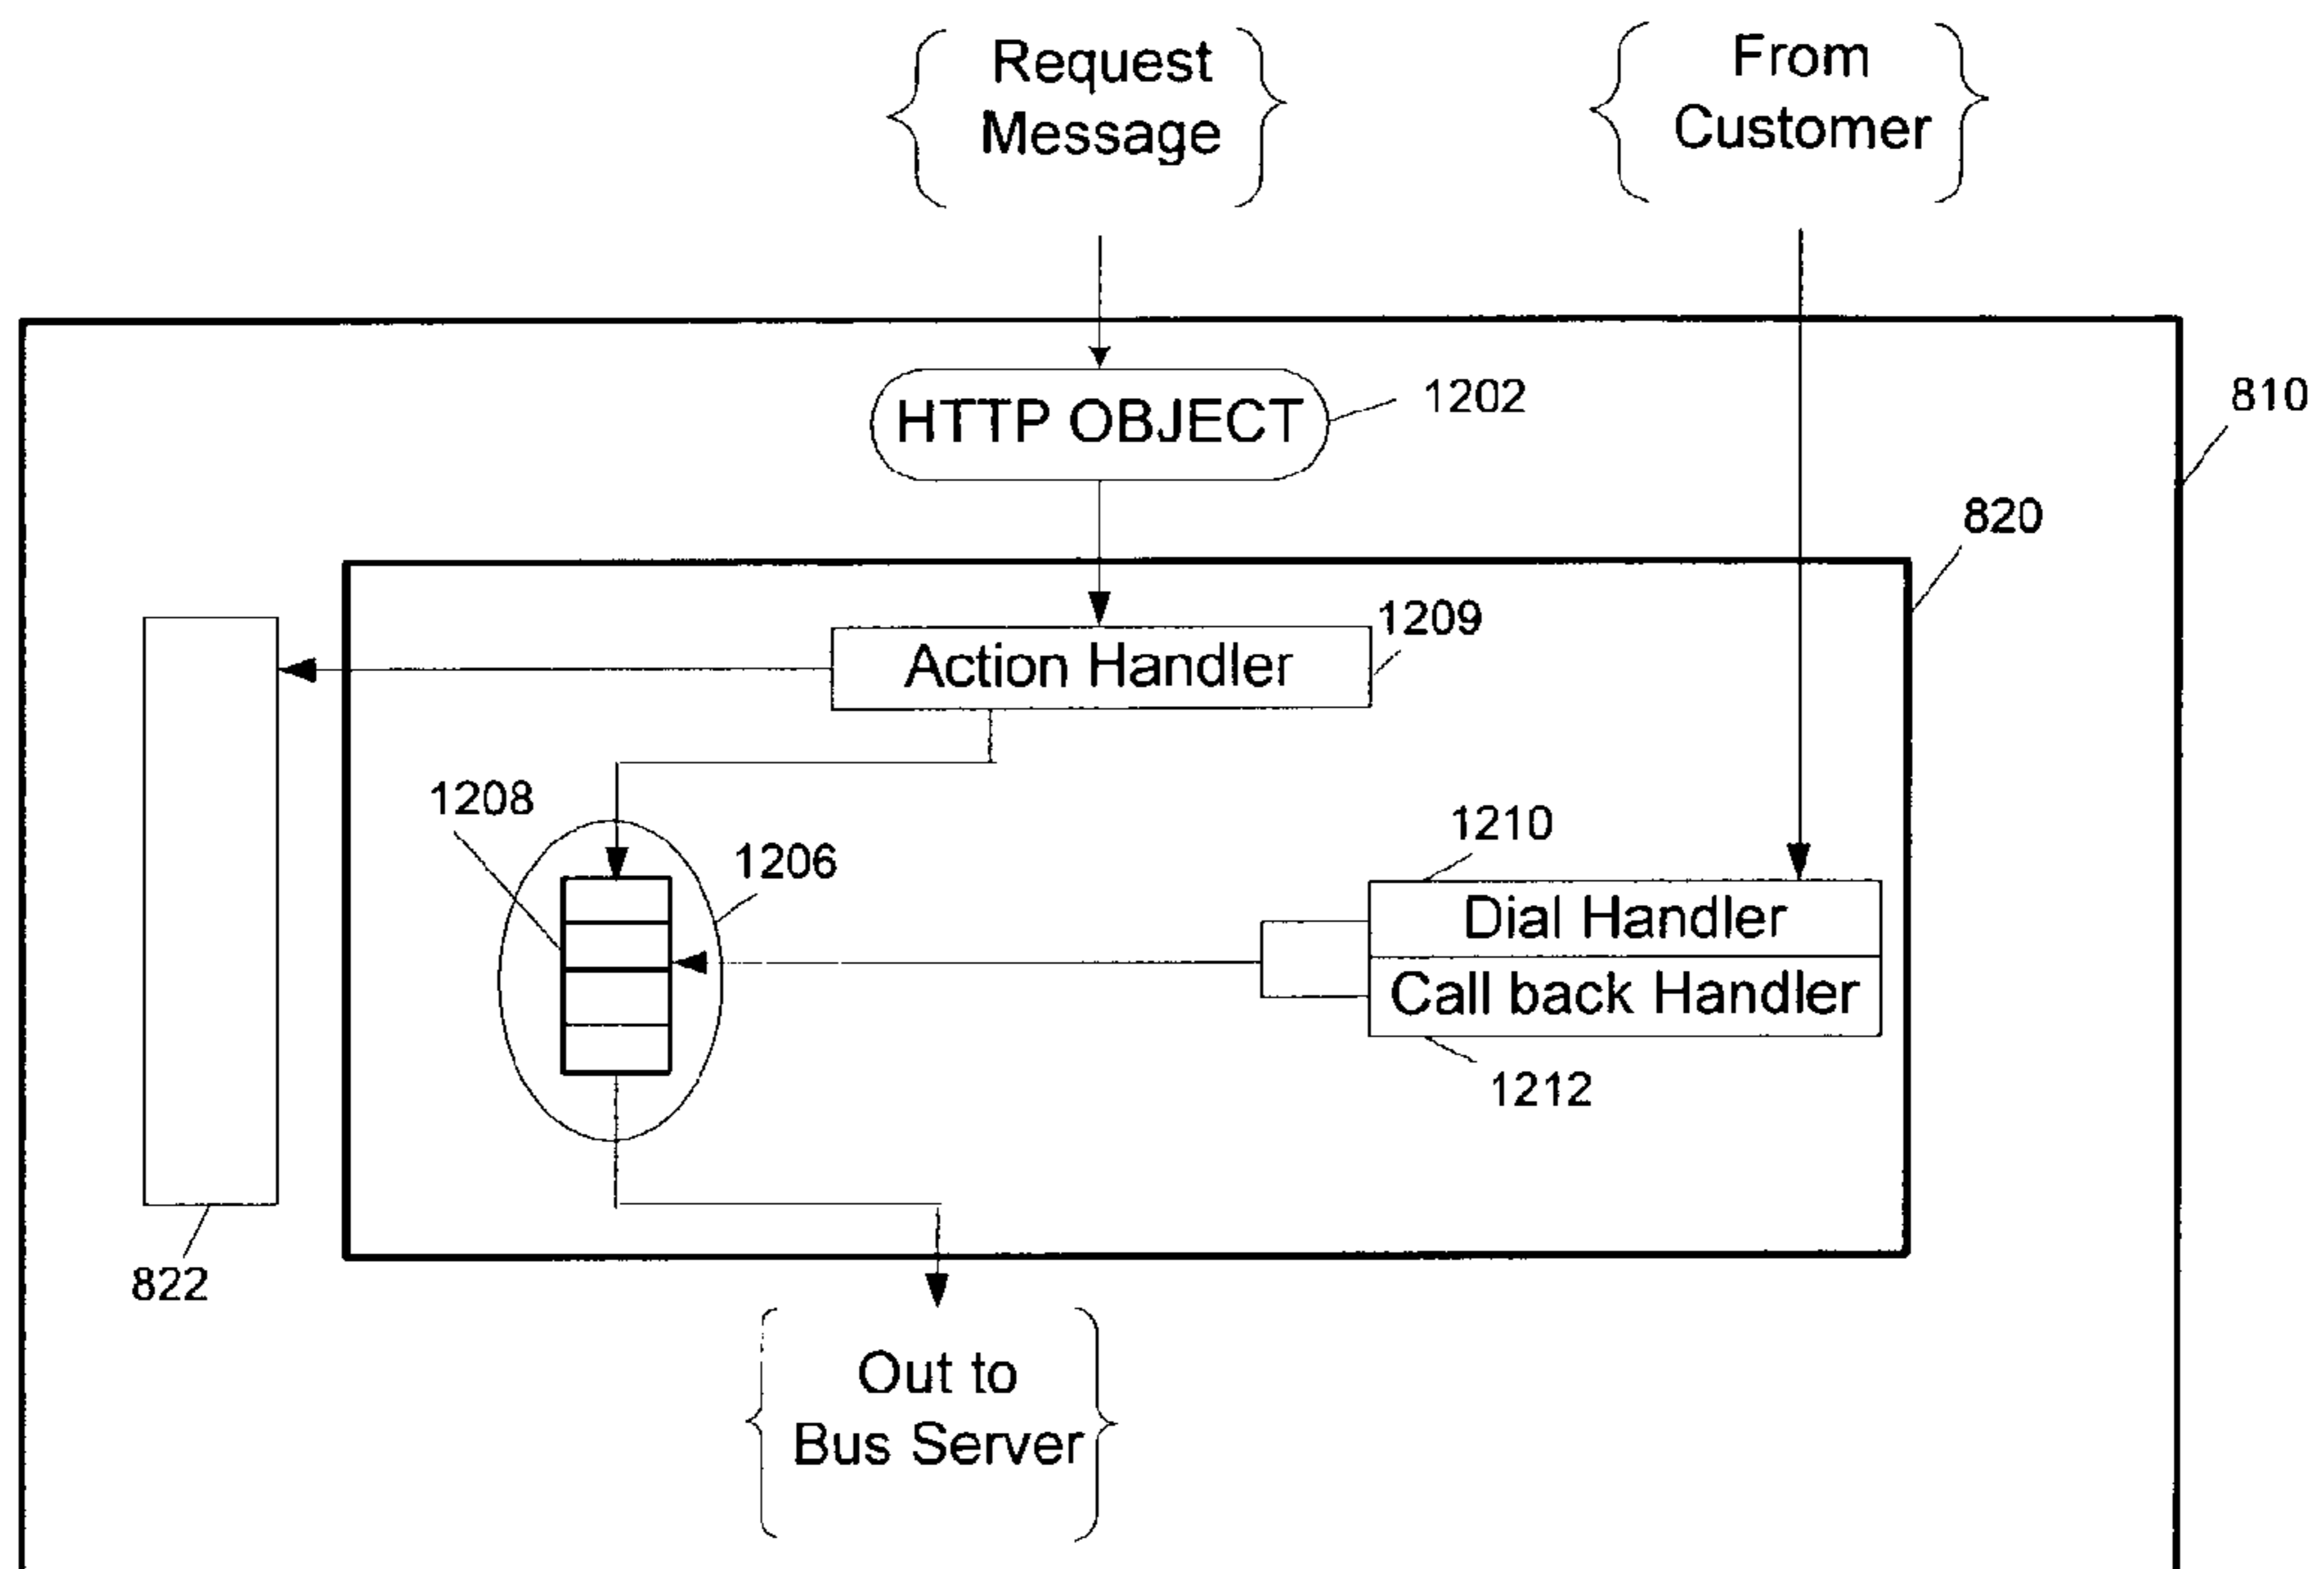 Request
Message
From
Customer
HTTP OBJECT
1202
810
820
1209
Action Handler
1208
1206
1210
Dial Handler
Call back Handler
1212
822
Out to
Bus Server